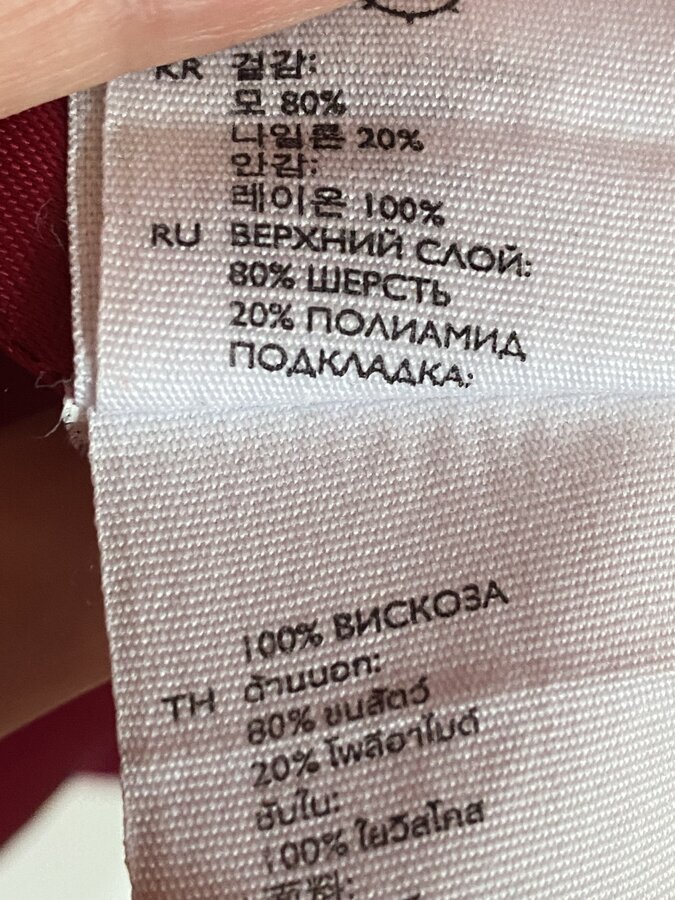 KR 겉감:
모 80%
나일론 20%
안감:
레이온 100%
RU ВЕРХНИЙ СЛОЙ:
80% ШЕРСТЬ
20% ПОЛИАМИД
ПОДКЛАДКА:
100% ВИСКОЗА
TH ด้านนอก:
80% ขนสัตว์
20% โพลีอาไมด์
ซับใน:
100% ใยวิสโคส
面料: